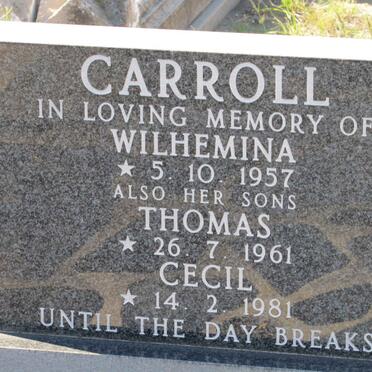 CARROLL
IN LOVING MEMORY OF
WILHEMINA
★ 5. 10. 1957
ALSO HER SONS
THOMAS
★ 26. 7. 1961
CECIL
★ 14. 2. 1981
UNTIL THE DAY BREAKS